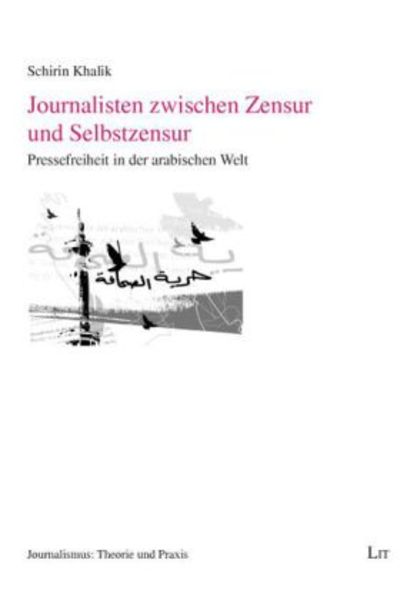 Schirin Khalik
Journalisten zwischen Zensur
und Selbstzensur
Pressefreiheit in der arabischen Welt
حرية الصحافة
Journalismus: Theorie und Praxis
LIT